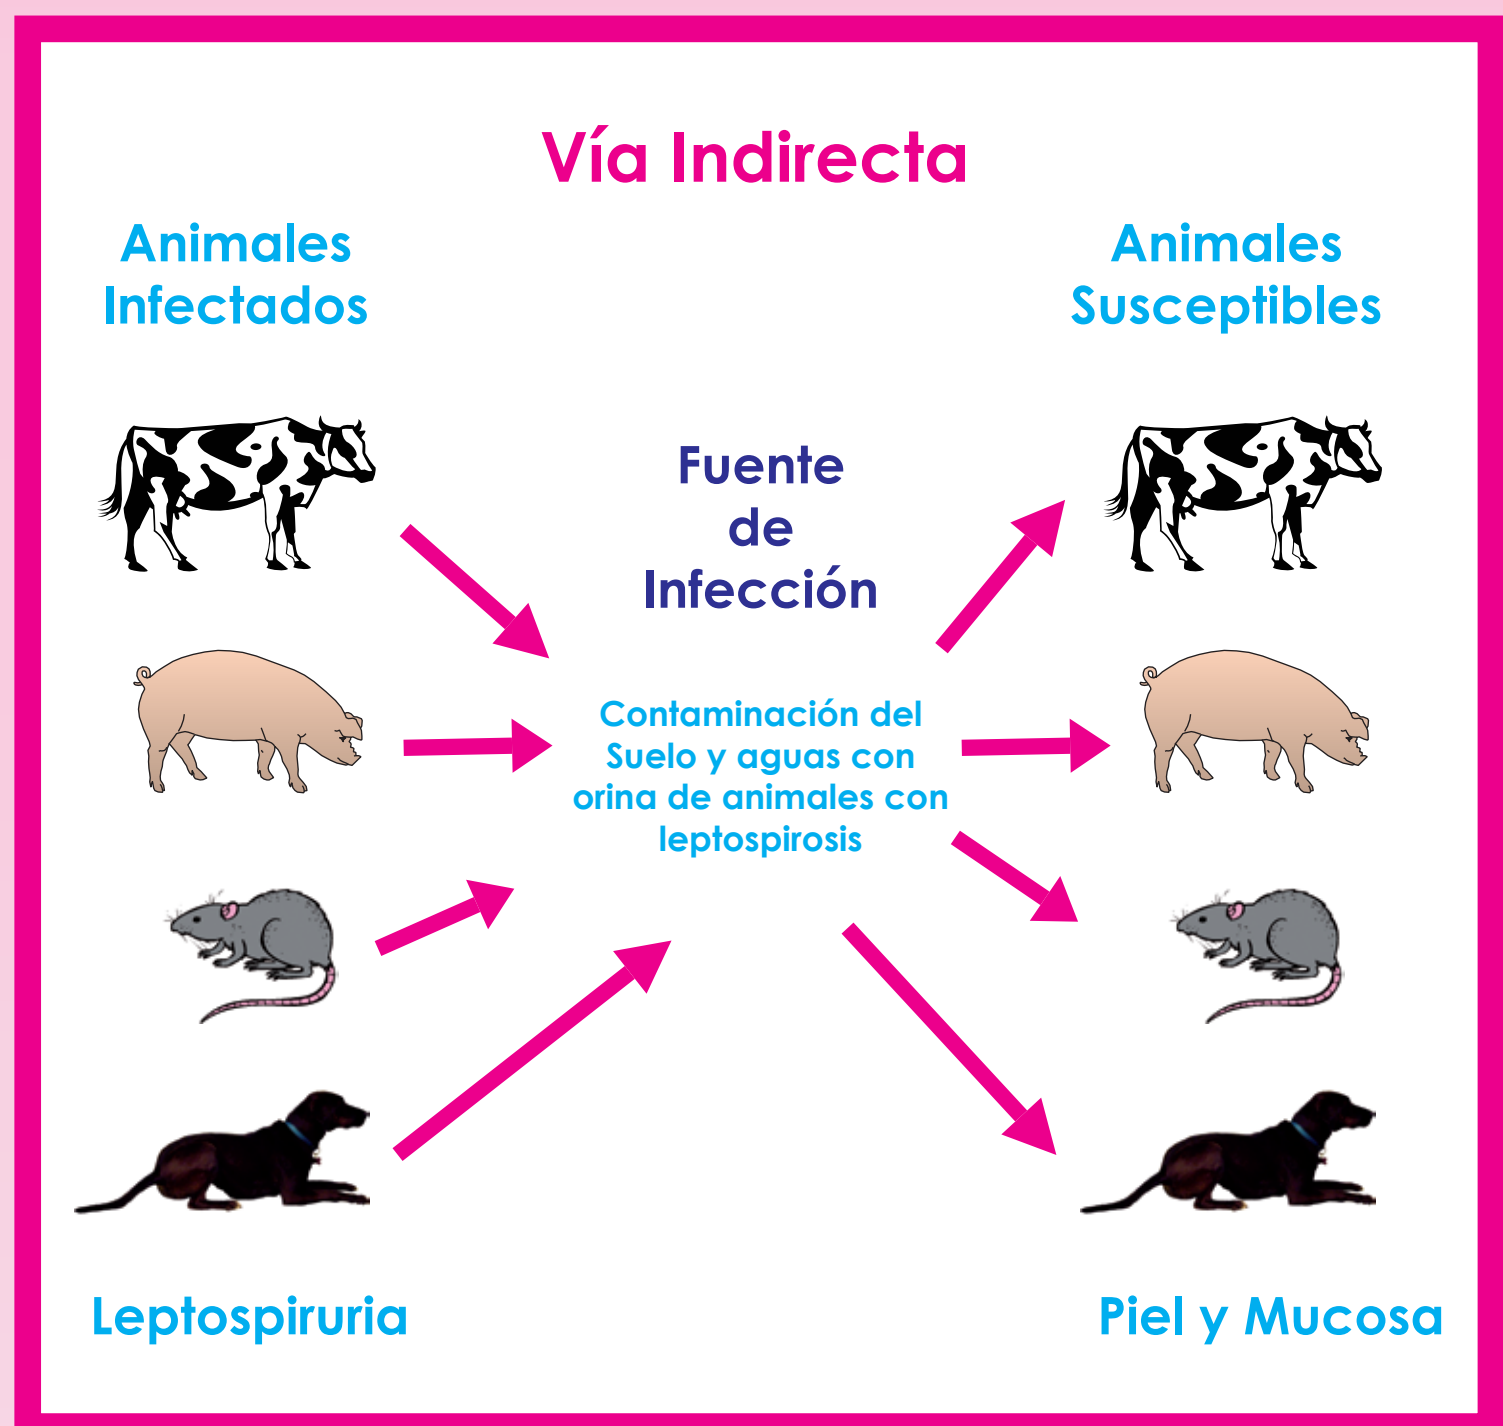 Vía Indirecta
Animales
Infectados
Animales
Susceptibles
Fuente
de
Infección
Contaminación del
Suelo y aguas con
orina de animales con
leptospirosis
Leptospiruria
Piel y Mucosa